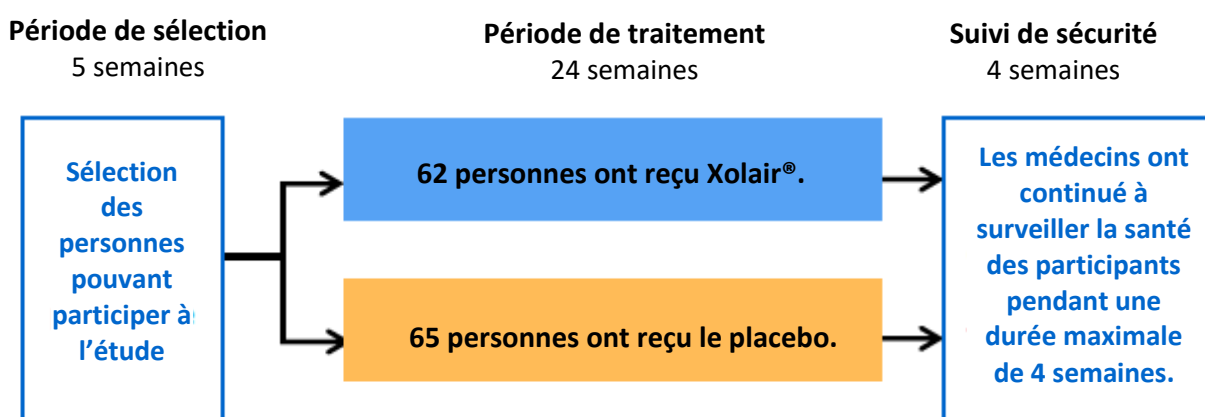 Période de sélection
5 semaines
Période de traitement
24 semaines
Suivi de sécurité
4 semaines
Sélection
des
personnes
pouvant
participer à
l’étude
62 personnes ont reçu Xolair®.
65 personnes ont reçu le placebo.
Les médecins ont
continué à
surveiller la santé
des participants
pendant une
durée maximale
de 4 semaines.